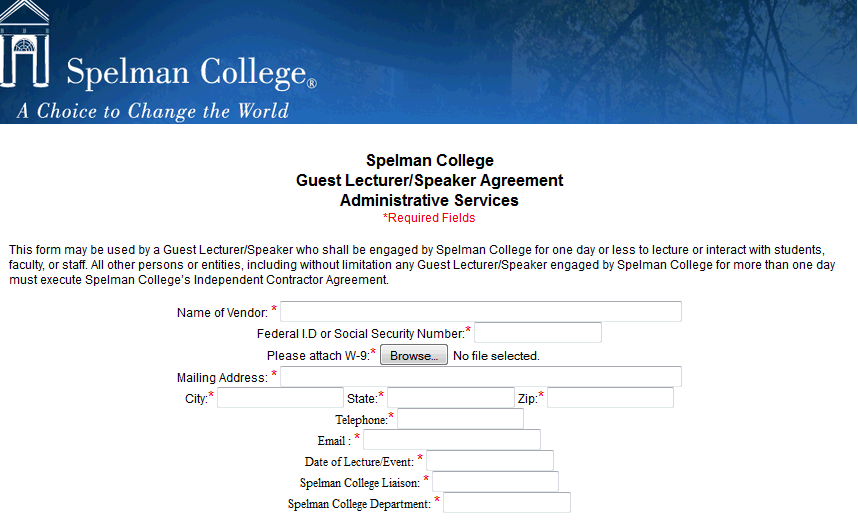 Spelman College®
A Choice to Change the World
Spelman College
Guest Lecturer/Speaker Agreement
Administrative Services
*Required Fields
This form may be used by a Guest Lecturer/Speaker who shall be engaged by Spelman College for one day or less to lecture or interact with students,
faculty, or staff. All other persons or entities, including without limitation any Guest Lecturer/Speaker engaged by Spelman College for more than one day
must execute Spelman College's Independent Contractor Agreement.
Name of Vendor: *
Federal I.D or Social Security Number:*
Please attach W-9:* Browse... No file selected.
Mailing Address: *
City:* State:* Zip:*
Telephone:*
Email : *
Date of Lecture/Event: *
Spelman College Liaison: *
Spelman College Department: *